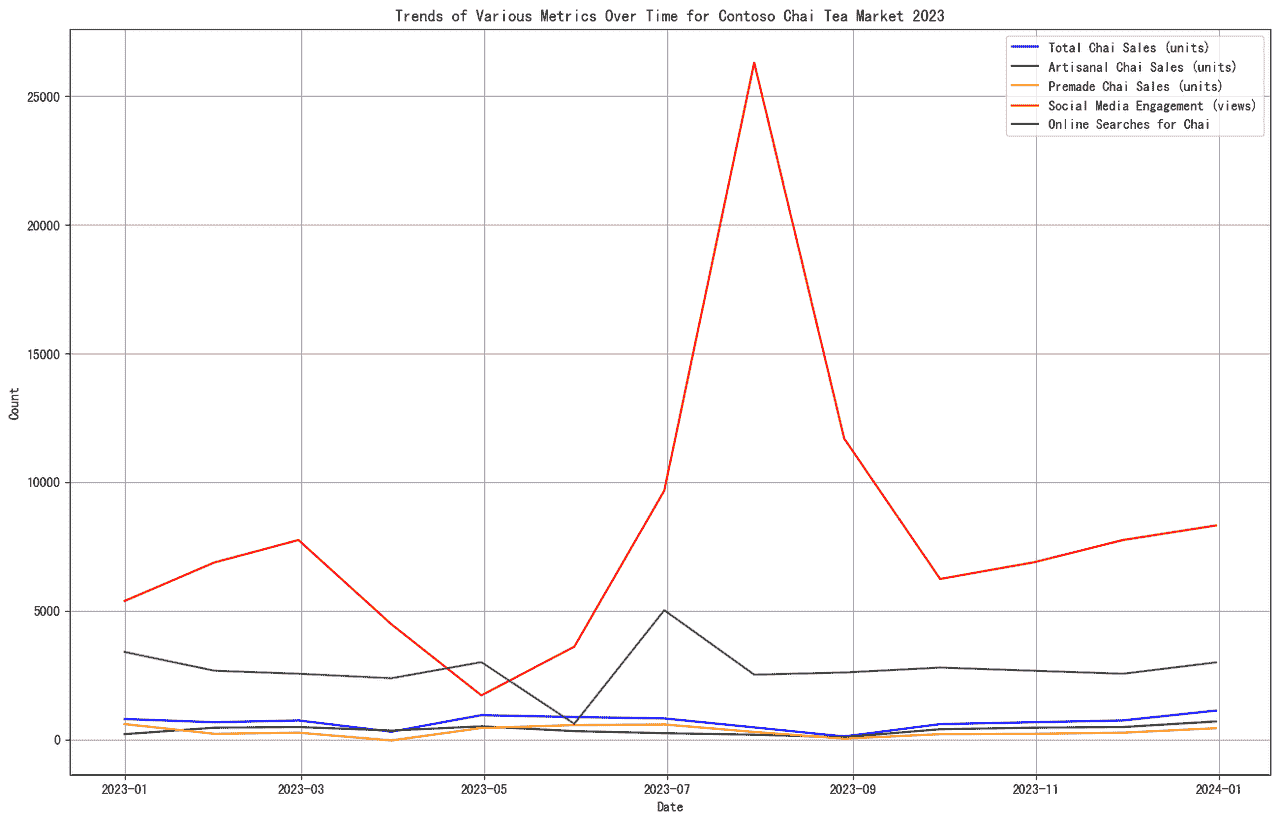 Trends of Various Metrics Over Time for Contoso Chai Tea Market 2023
Total Chai Sales (units)
Artisanal Chai Sales (units)
Premade Chai Sales (units)
Social Media Engagement (views)
Online Searches for Chai
25000
20000
15000
10000
5000
0
Count
2023-01
2023-03
2023-05
2023-07
2023-09
2023-11
2024-01
Date